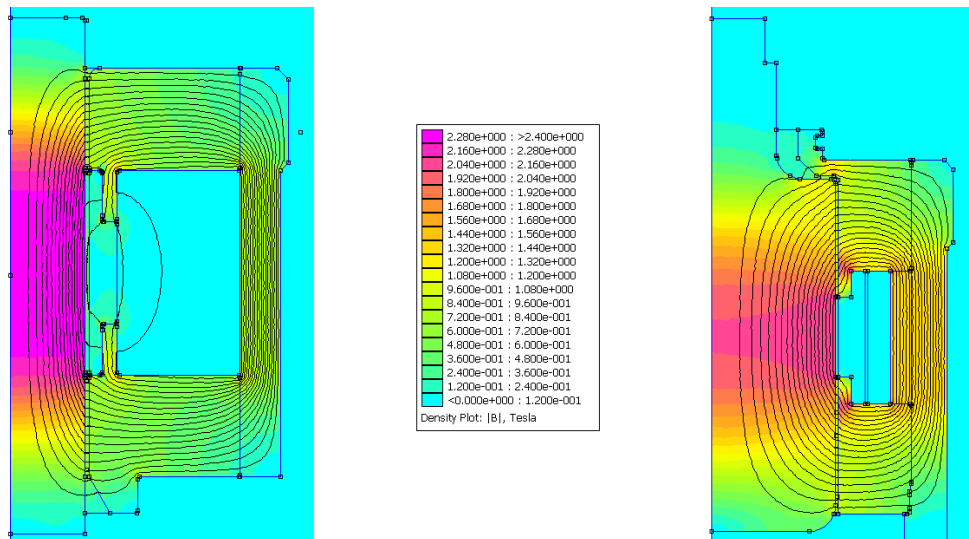 2.280e+000 : >2.400e+000
2.160e+000 : 2.280e+000
2.040e+000 : 2.160e+000
1.920e+000 : 2.040e+000
1.800e+000 : 1.920e+000
1.680e+000 : 1.800e+000
1.560e+000 : 1.680e+000
1.440e+000 : 1.560e+000
1.320e+000 : 1.440e+000
1.200e+000 : 1.320e+000
1.080e+000 : 1.200e+000
9.600e-001 : 1.080e+000
8.400e-001 : 9.600e-001
7.200e-001 : 8.400e-001
6.000e-001 : 7.200e-001
4.800e-001 : 6.000e-001
3.600e-001 : 4.800e-001
2.400e-001 : 3.600e-001
1.200e-001 : 2.400e-001
<0.000e+000 : 1.200e-001
Density Plot: |B|, Tesla